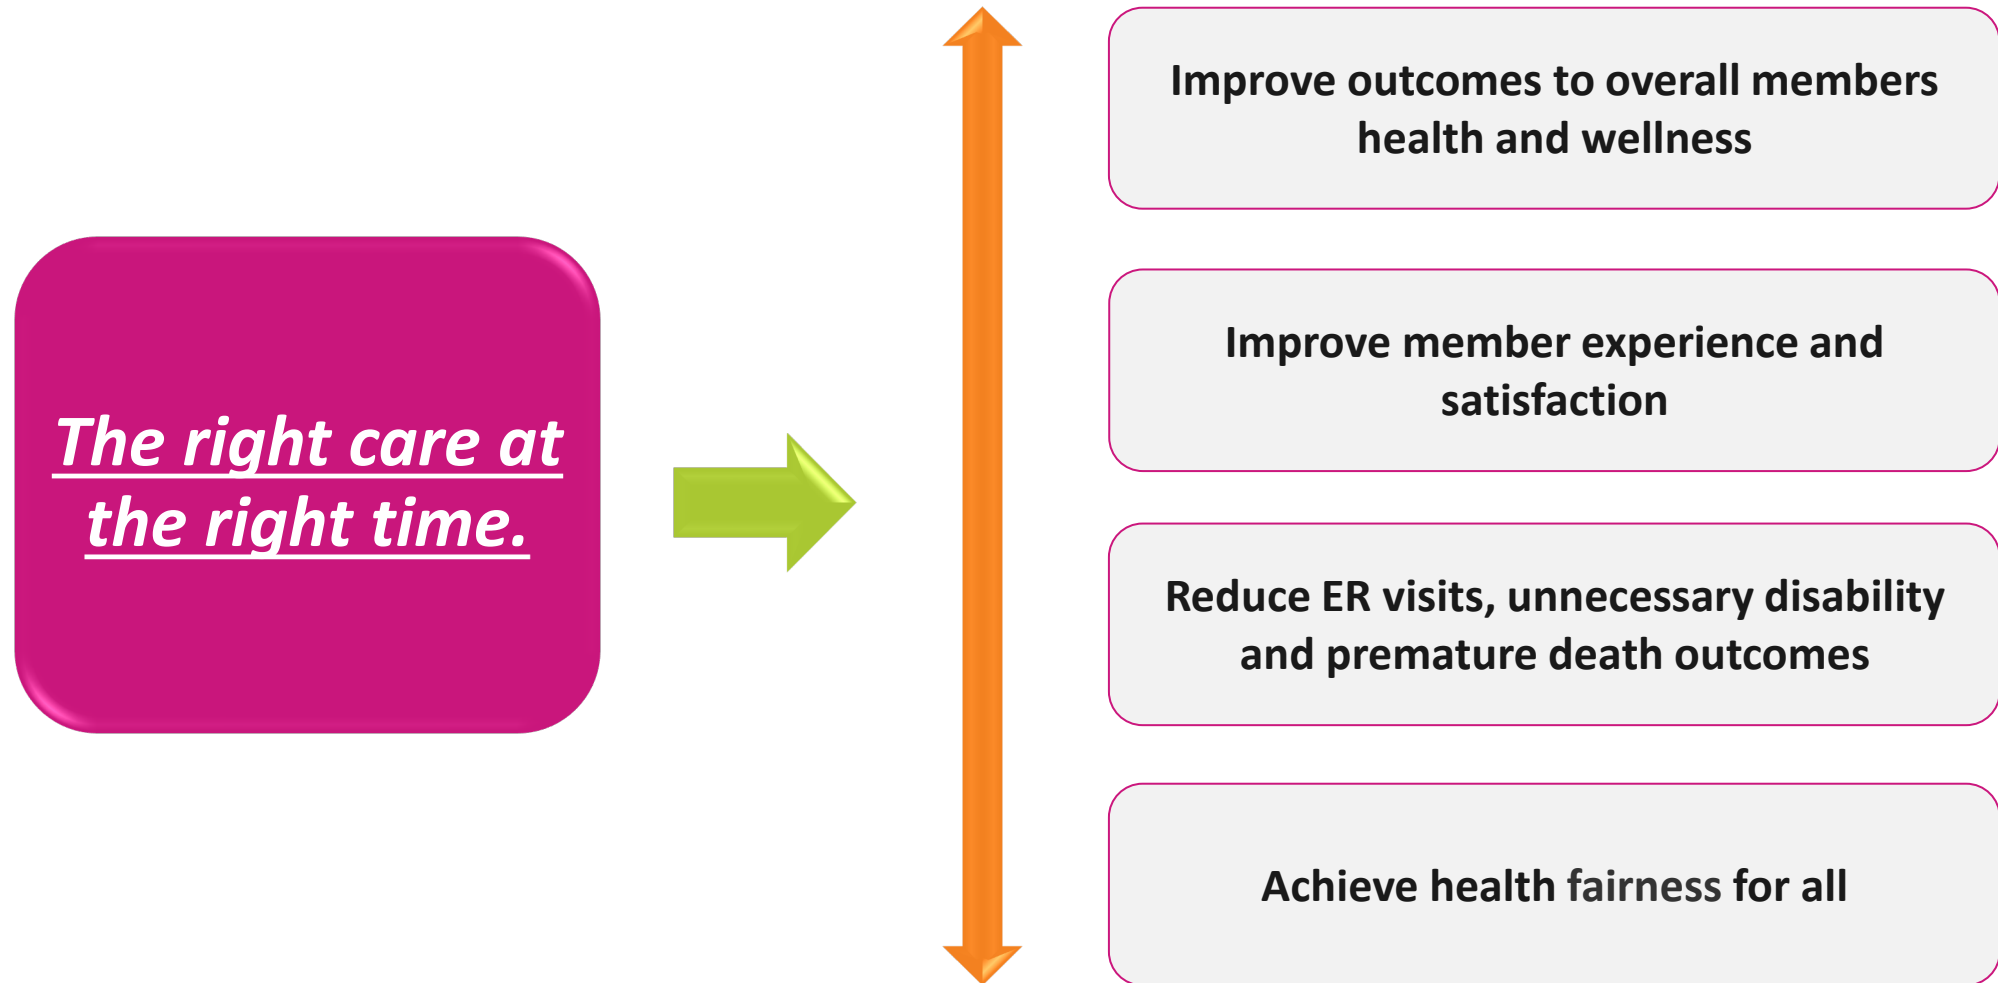 The right care at
the right time.
Improve outcomes to overall members
health and wellness
Improve member experience and
satisfaction
Reduce ER visits, unnecessary disability
and premature death outcomes
Achieve health fairness for all